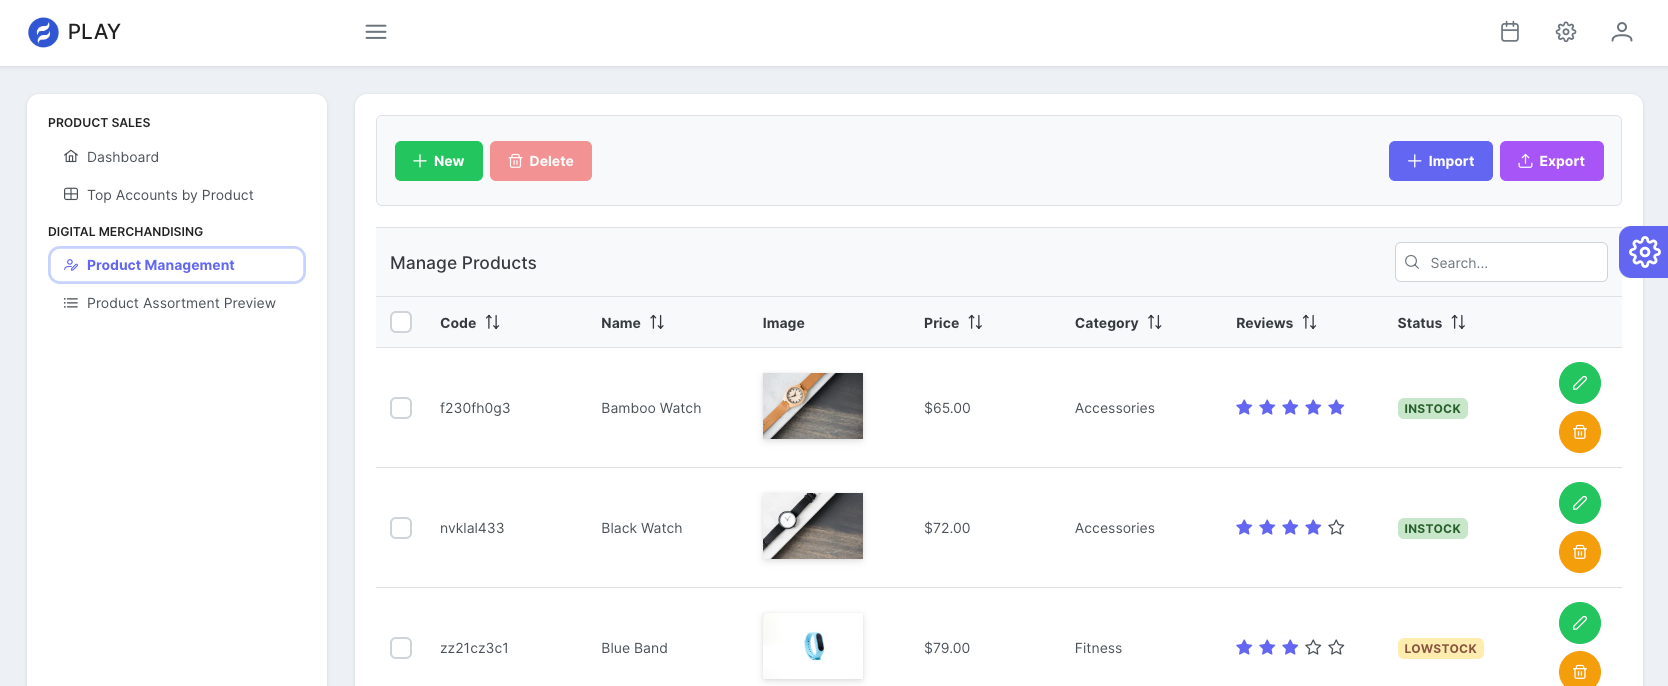 PLAY
PRODUCT SALES
Dashboard
Top Accounts by Product
DIGITAL MERCHANDISING
Product Management
Product Assortment Preview
New Delete Import Export
Manage Products
Search...
Code Name Image Price Category Reviews Status
f230fh0g3 Bamboo Watch $65.00 Accessories INSTOCK
nvklal433 Black Watch $72.00 Accessories INSTOCK
zz21cz3c1 Blue Band $79.00 Fitness LOWSTOCK